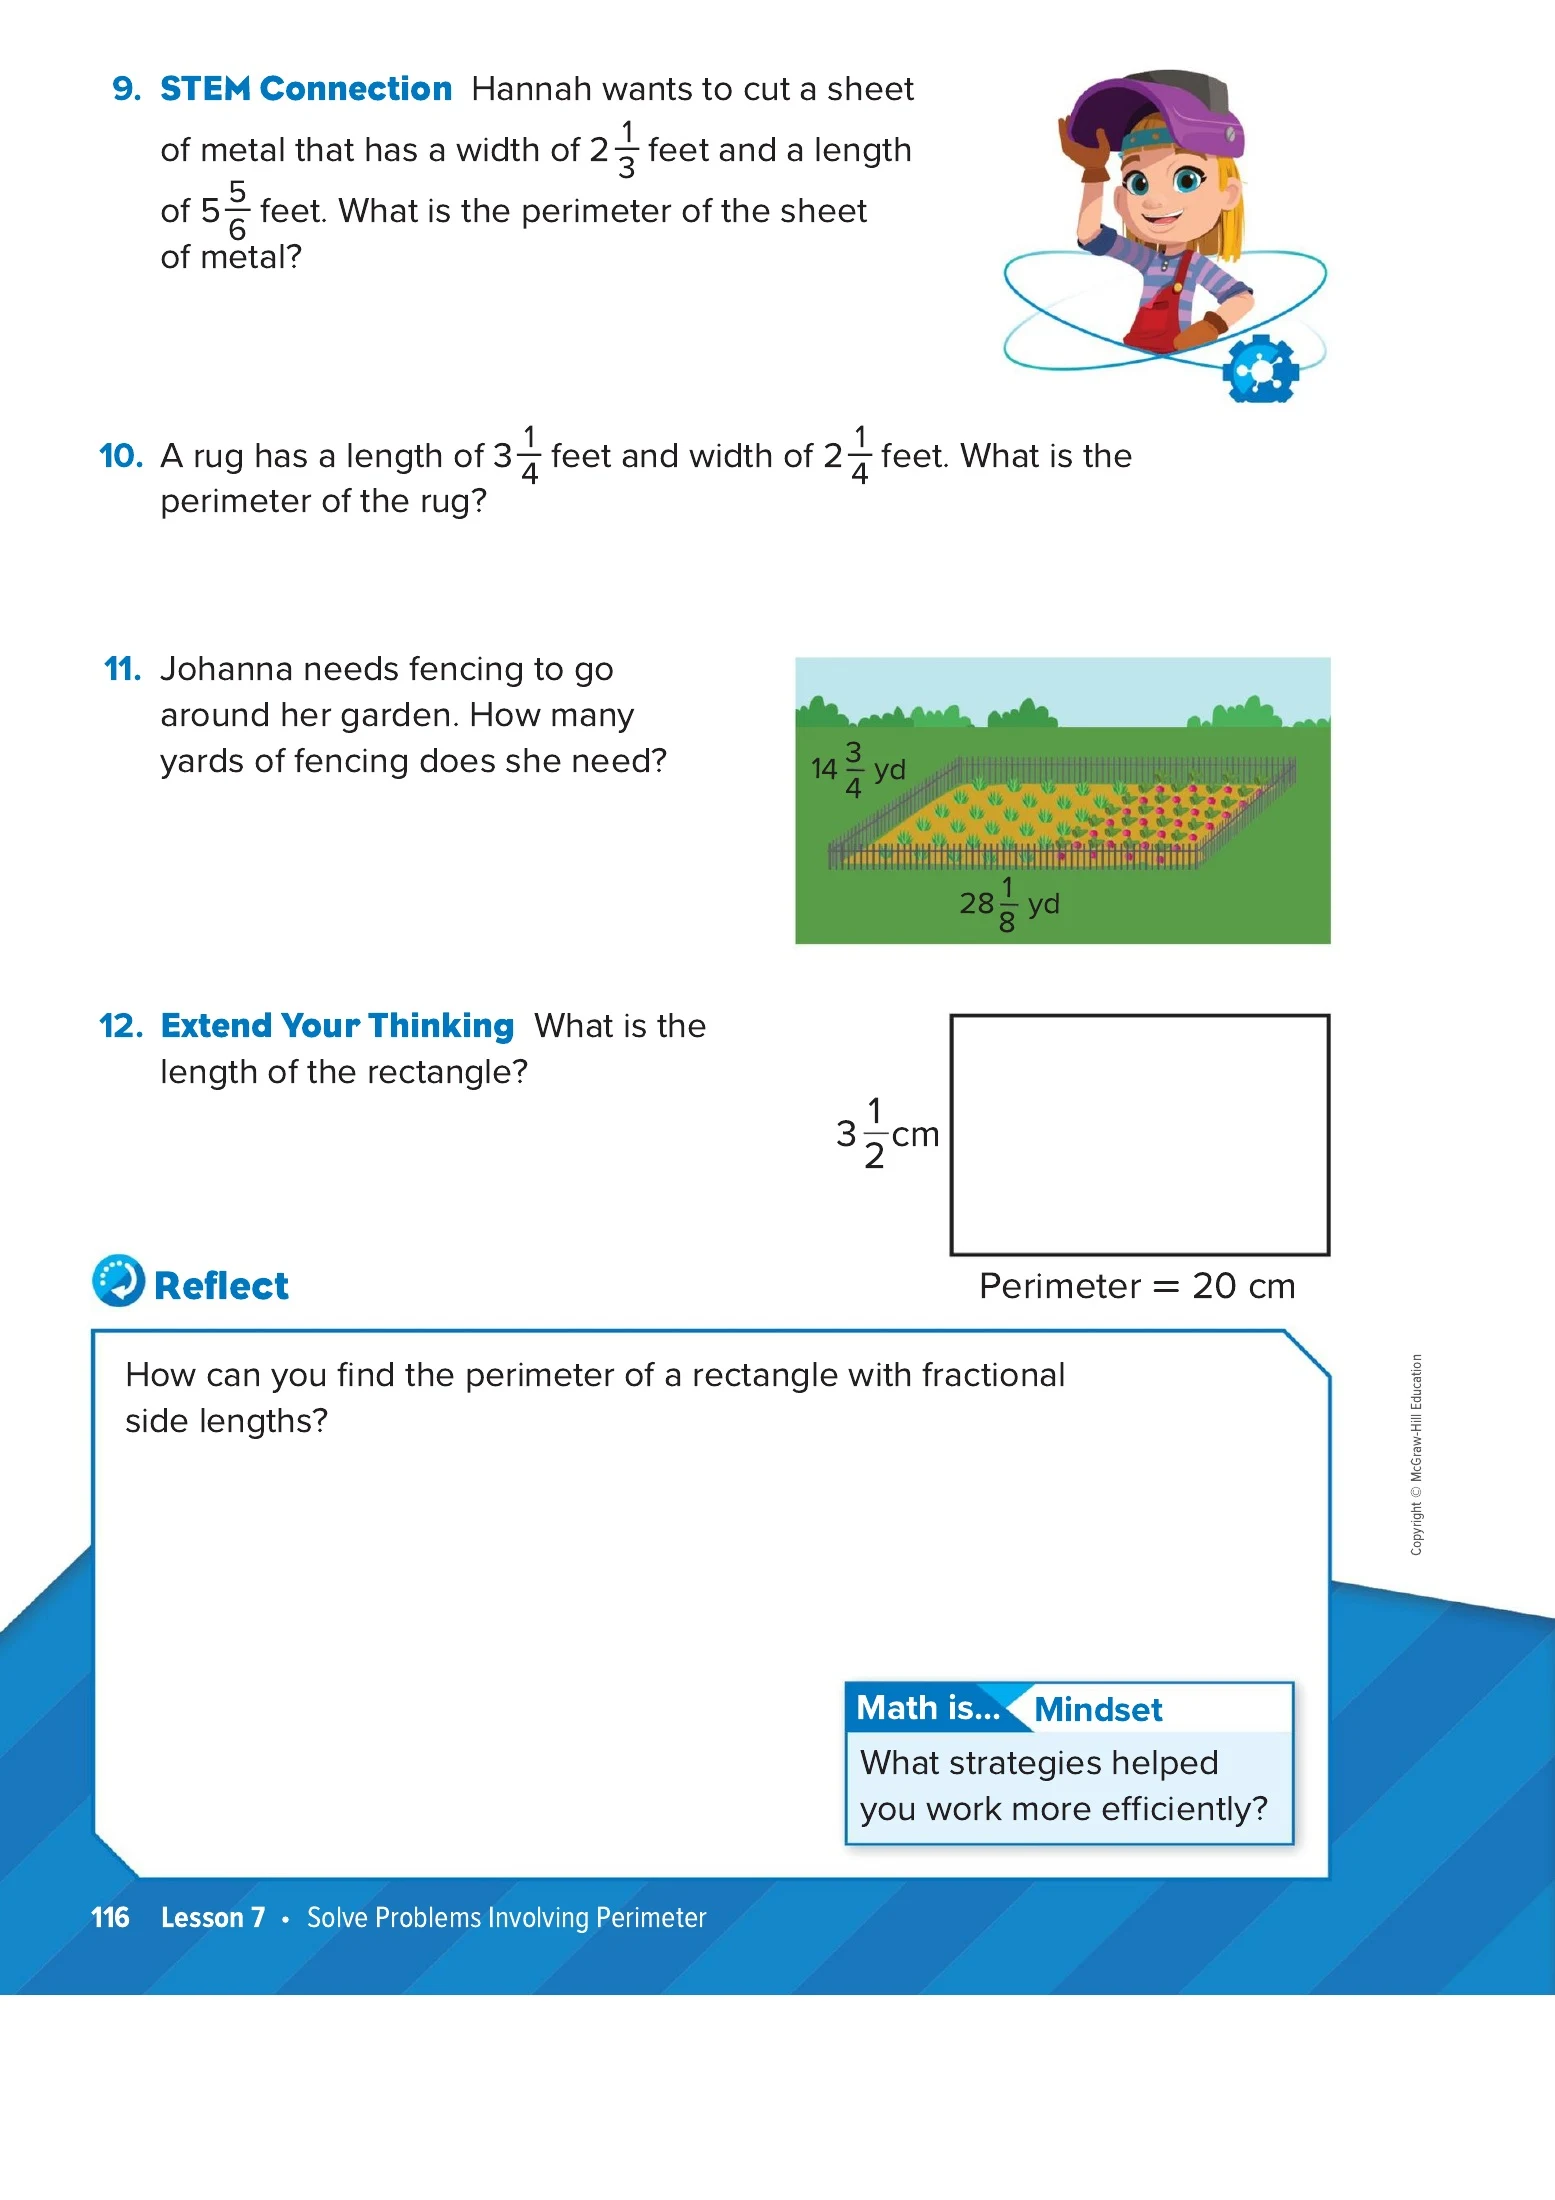 9. STEM Connection Hannah wants to cut a sheet
of metal that has a width of 2 1/3 feet and a length
of 5 5/6 feet. What is the perimeter of the sheet
of metal?
10. A rug has a length of 3 1/4 feet and width of 2 1/4 feet. What is the
perimeter of the rug?
11. Johanna needs fencing to go
around her garden. How many
yards of fencing does she need?
14 3/4 yd
28 1/8 yd
12. Extend Your Thinking What is the
length of the rectangle?
3 1/2 cm
Perimeter = 20 cm
Reflect
How can you find the perimeter of a rectangle with fractional
side lengths?
Math is... Mindset
What strategies helped
you work more efficiently?
Copyright © McGraw-Hill Education
116 Lesson 7 • Solve Problems Involving Perimeter